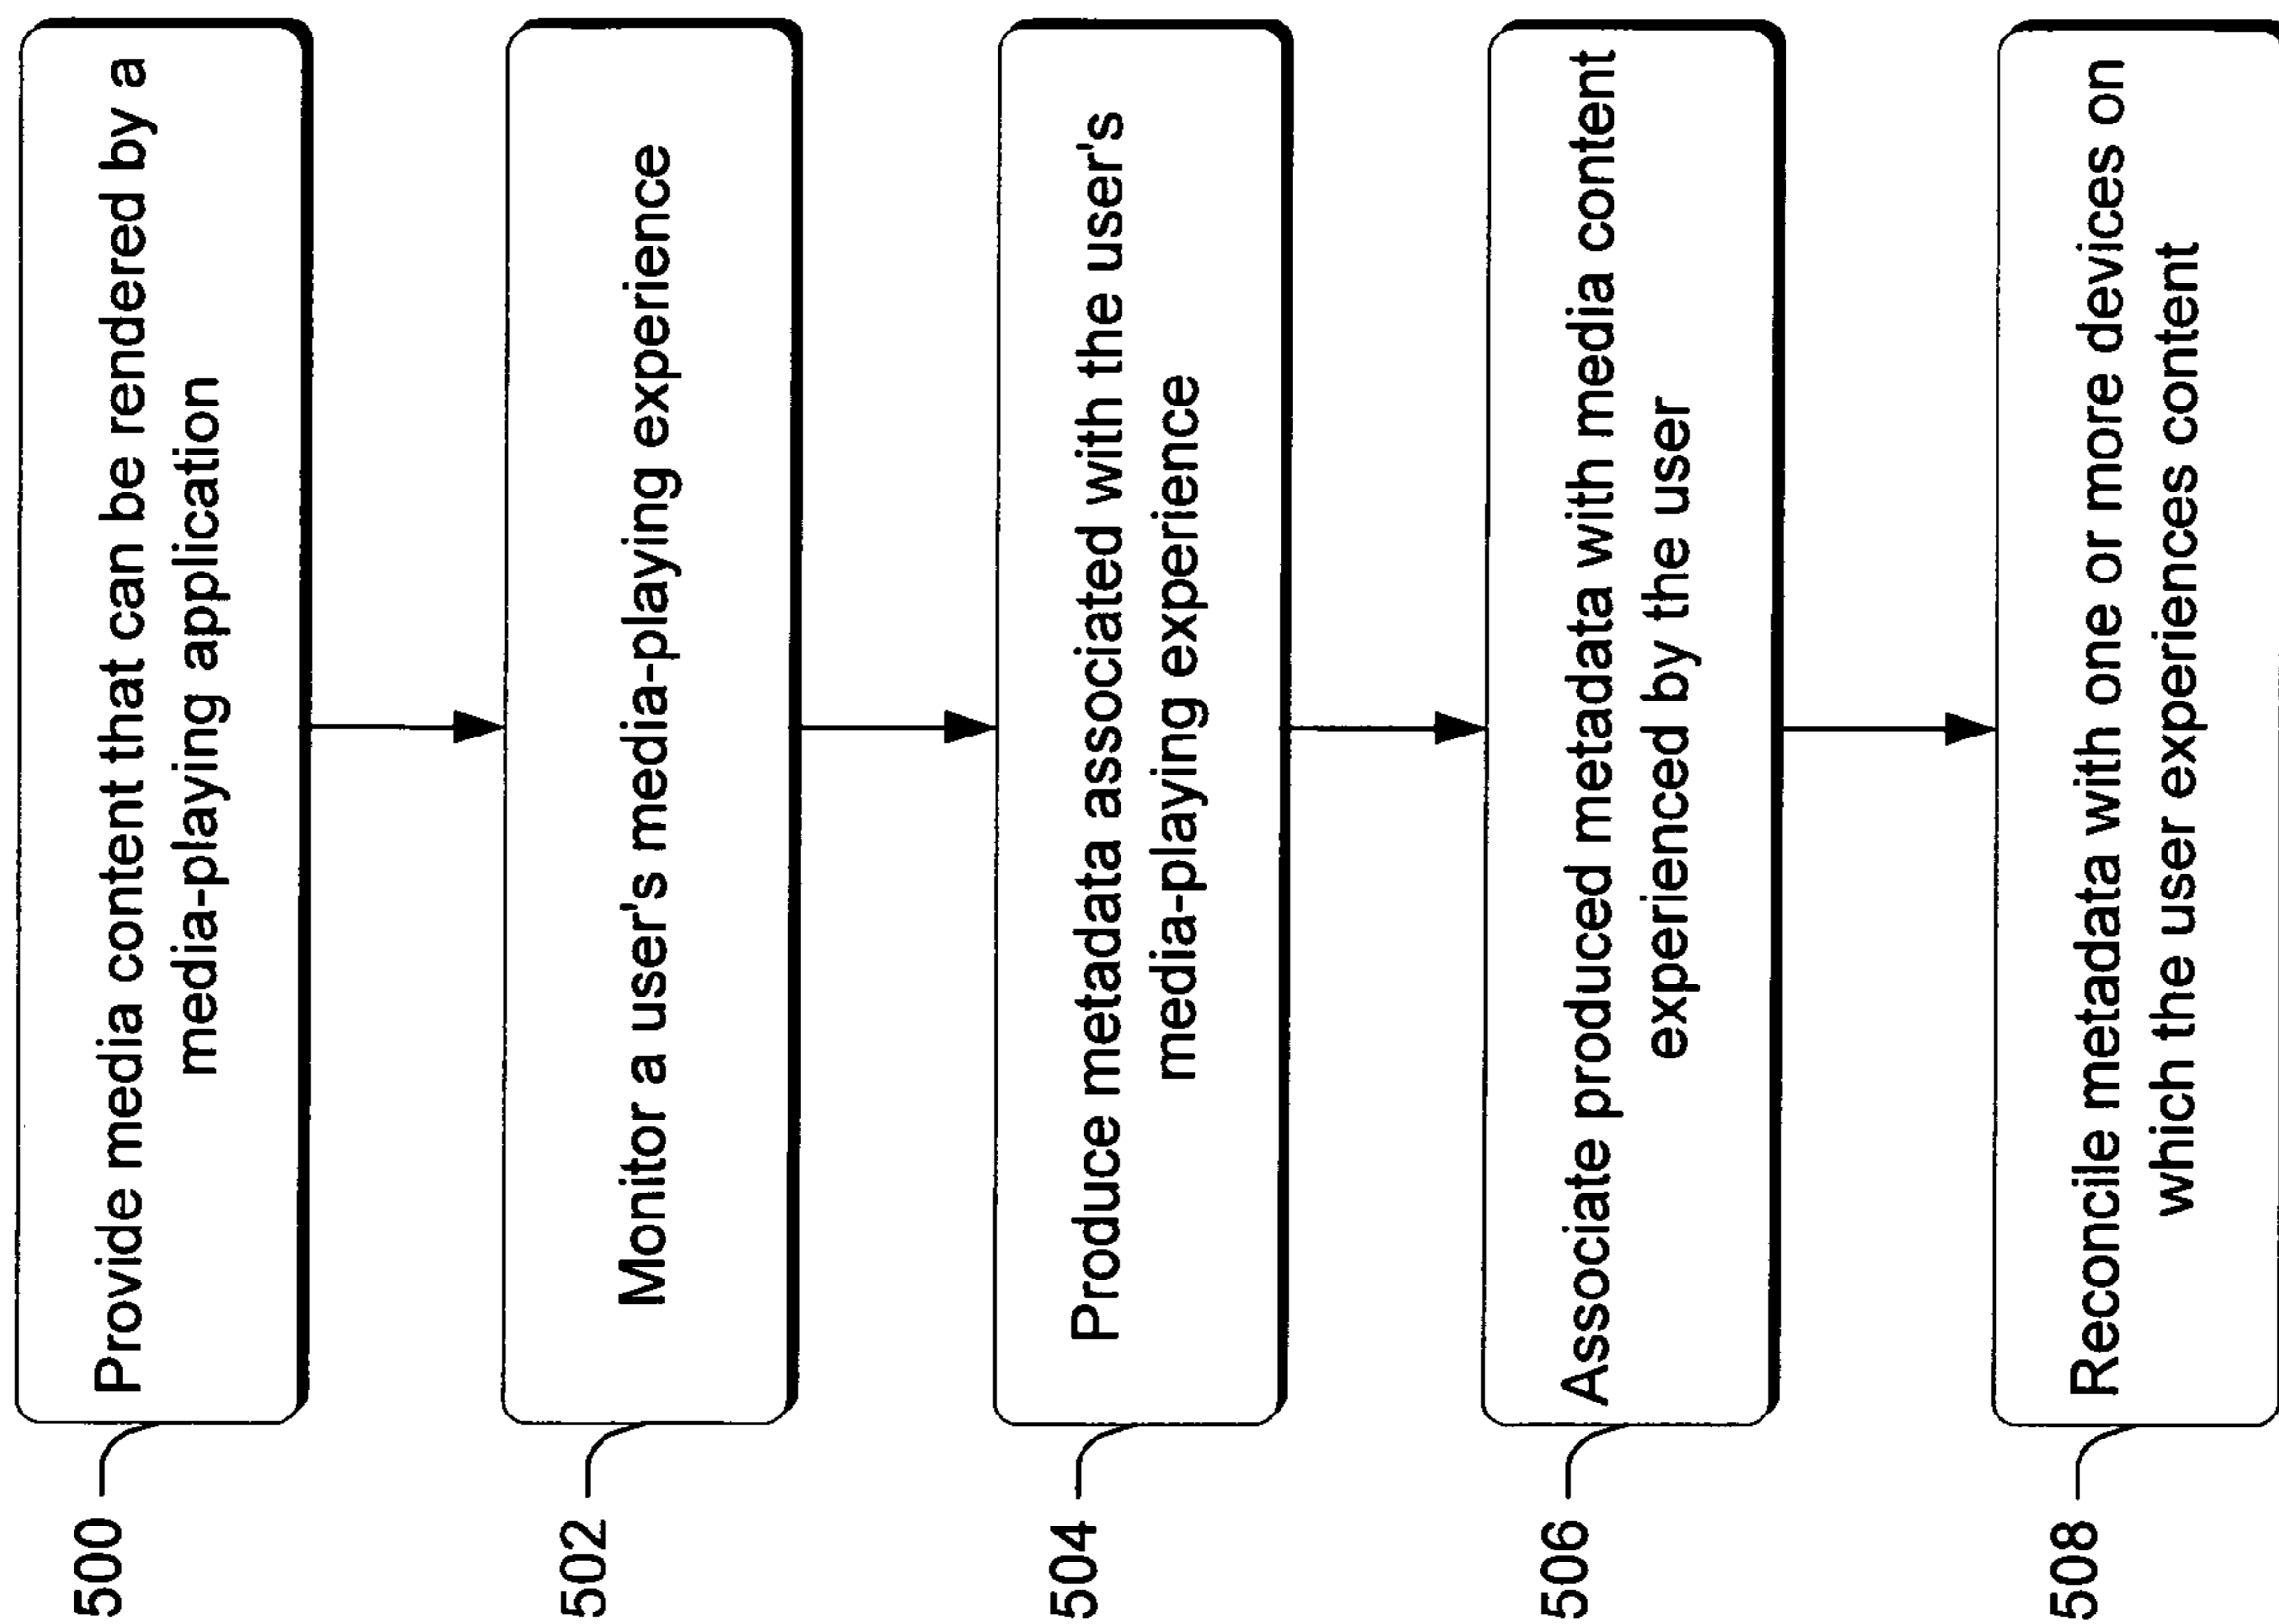 500
Provide media content that can be rendered by a
media-playing application
502
Monitor a user's media-playing experience
504
Produce metadata associated with the user's
media-playing experience
506
Associate produced metadata with media content
experienced by the user
508
Reconcile metadata with one or more devices on
which the user experiences content